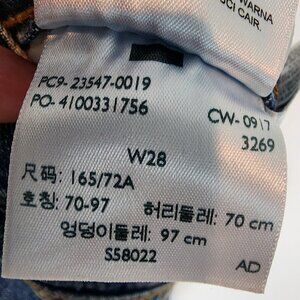 WARNA
UCI CAIR.
PC9- 23547-0019
PO- 4100331756
CW- 0917
3269
W28
尺码: 165/72A
호칭: 70-97 허리둘레: 70 cm
엉덩이둘레: 97 cm
S58022
AD